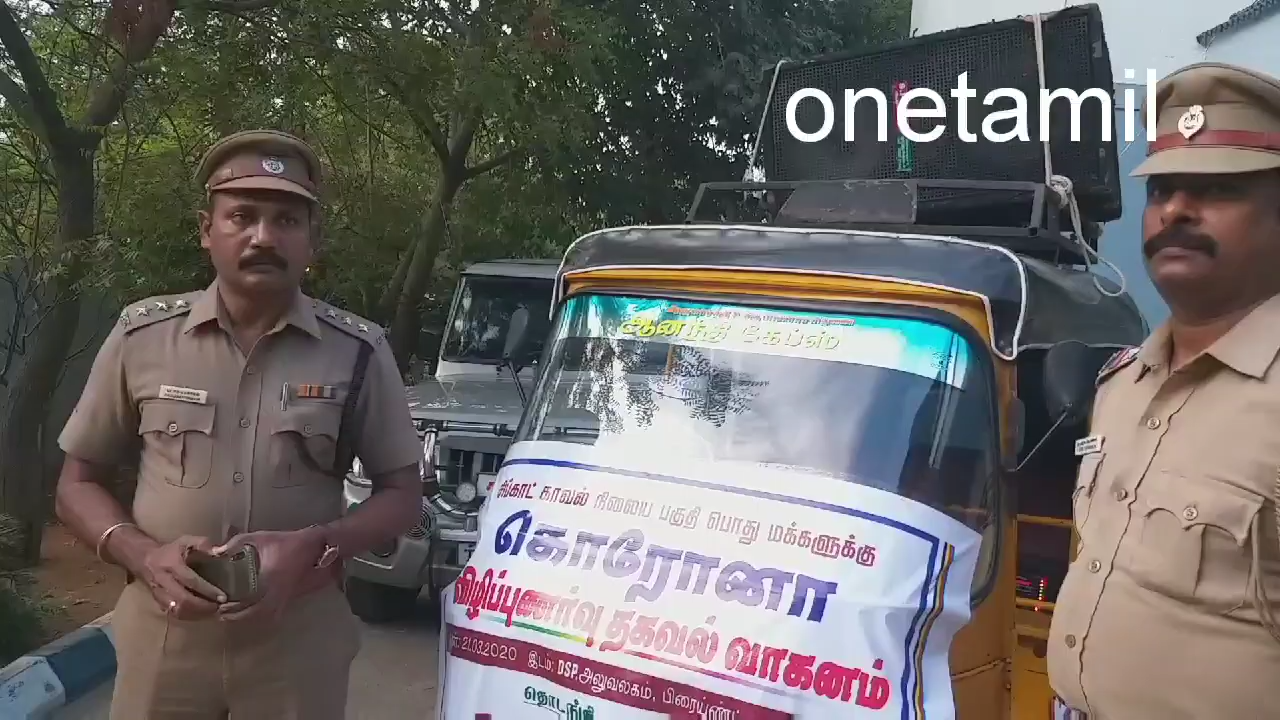 onetamil
ஆனந்தி கேப்ஸ்
சிப்காட் காவல் நிலைய பகுதி பொது மக்களுக்கு
கொரோனா
விழிப்புணர்வு தகவல் வாகனம்
நாள்:21.03.2020 இடம்: DSP.அலுவலகம்,